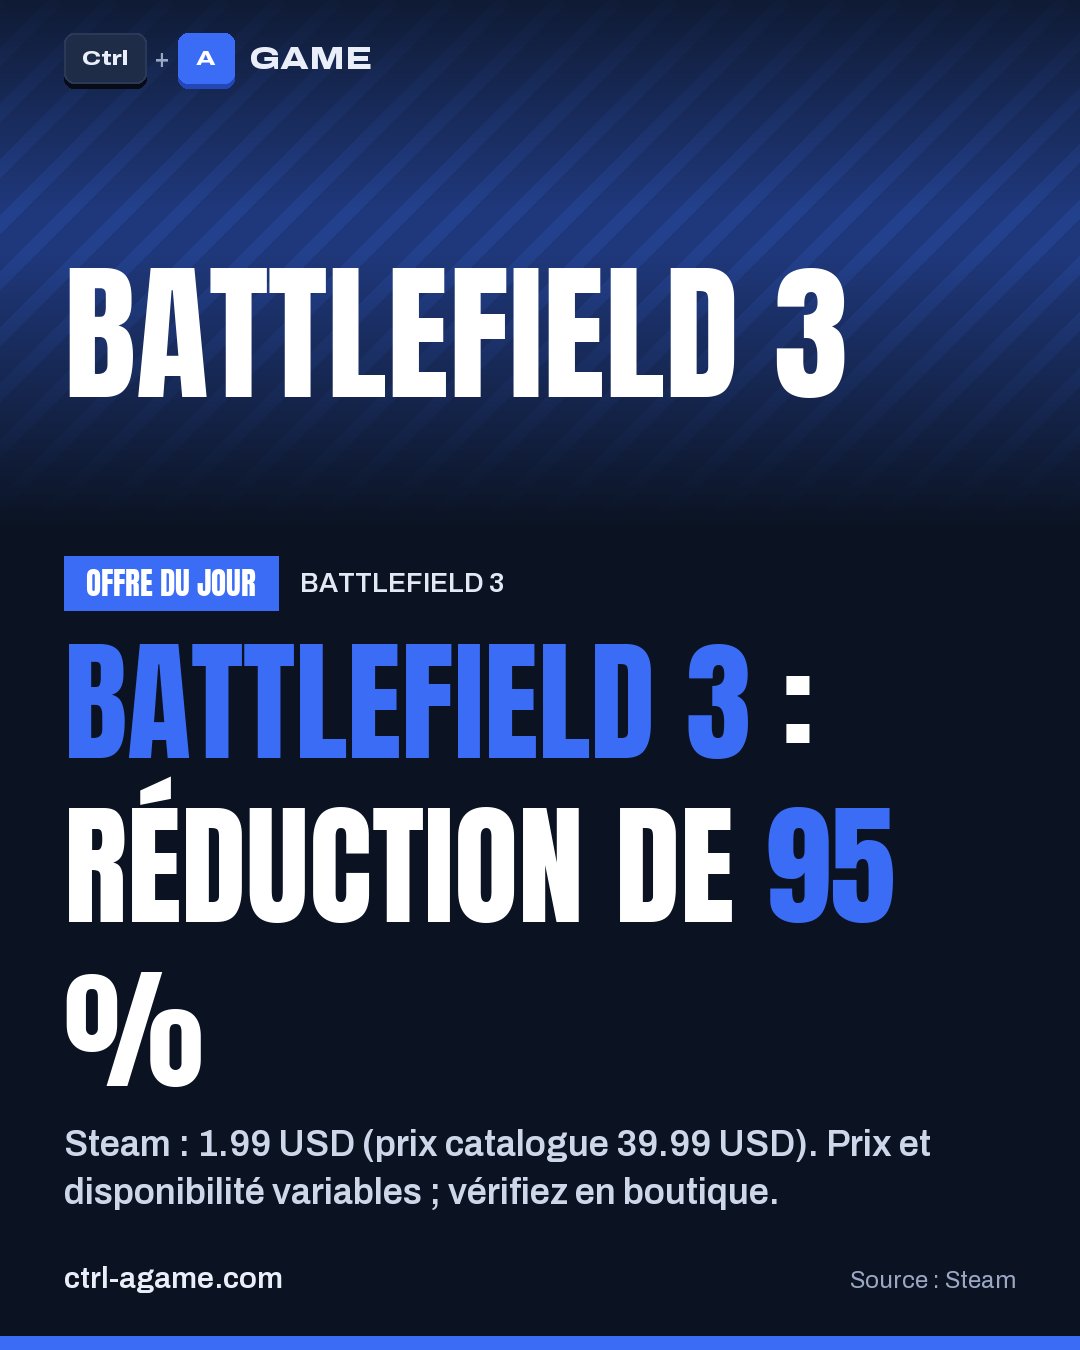 Ctrl + A GAME
BATTLEFIELD 3
OFFRE DU JOUR BATTLEFIELD 3
BATTLEFIELD 3 :
RÉDUCTION DE 95
%
Steam : 1.99 USD (prix catalogue 39.99 USD). Prix et
disponibilité variables ; vérifiez en boutique.
ctrl-agame.com Source : Steam